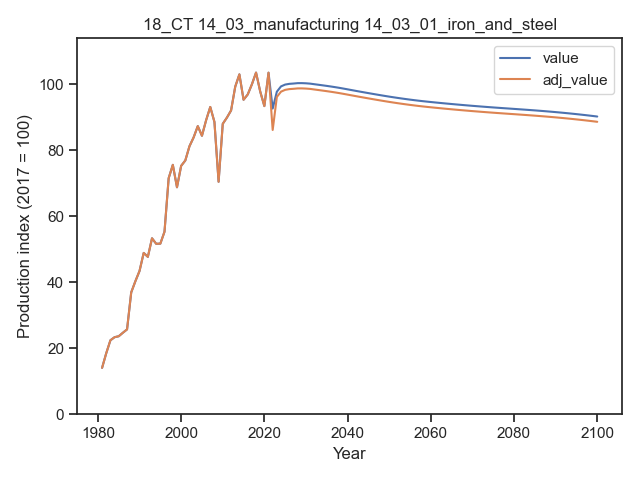 18_CT 14_03_manufacturing 14_03_01_iron_and_steel
value
adj_value
Production index (2017 = 100)
100
80
60
40
20
0
1980 2000 2020 2040 2060 2080 2100
Year